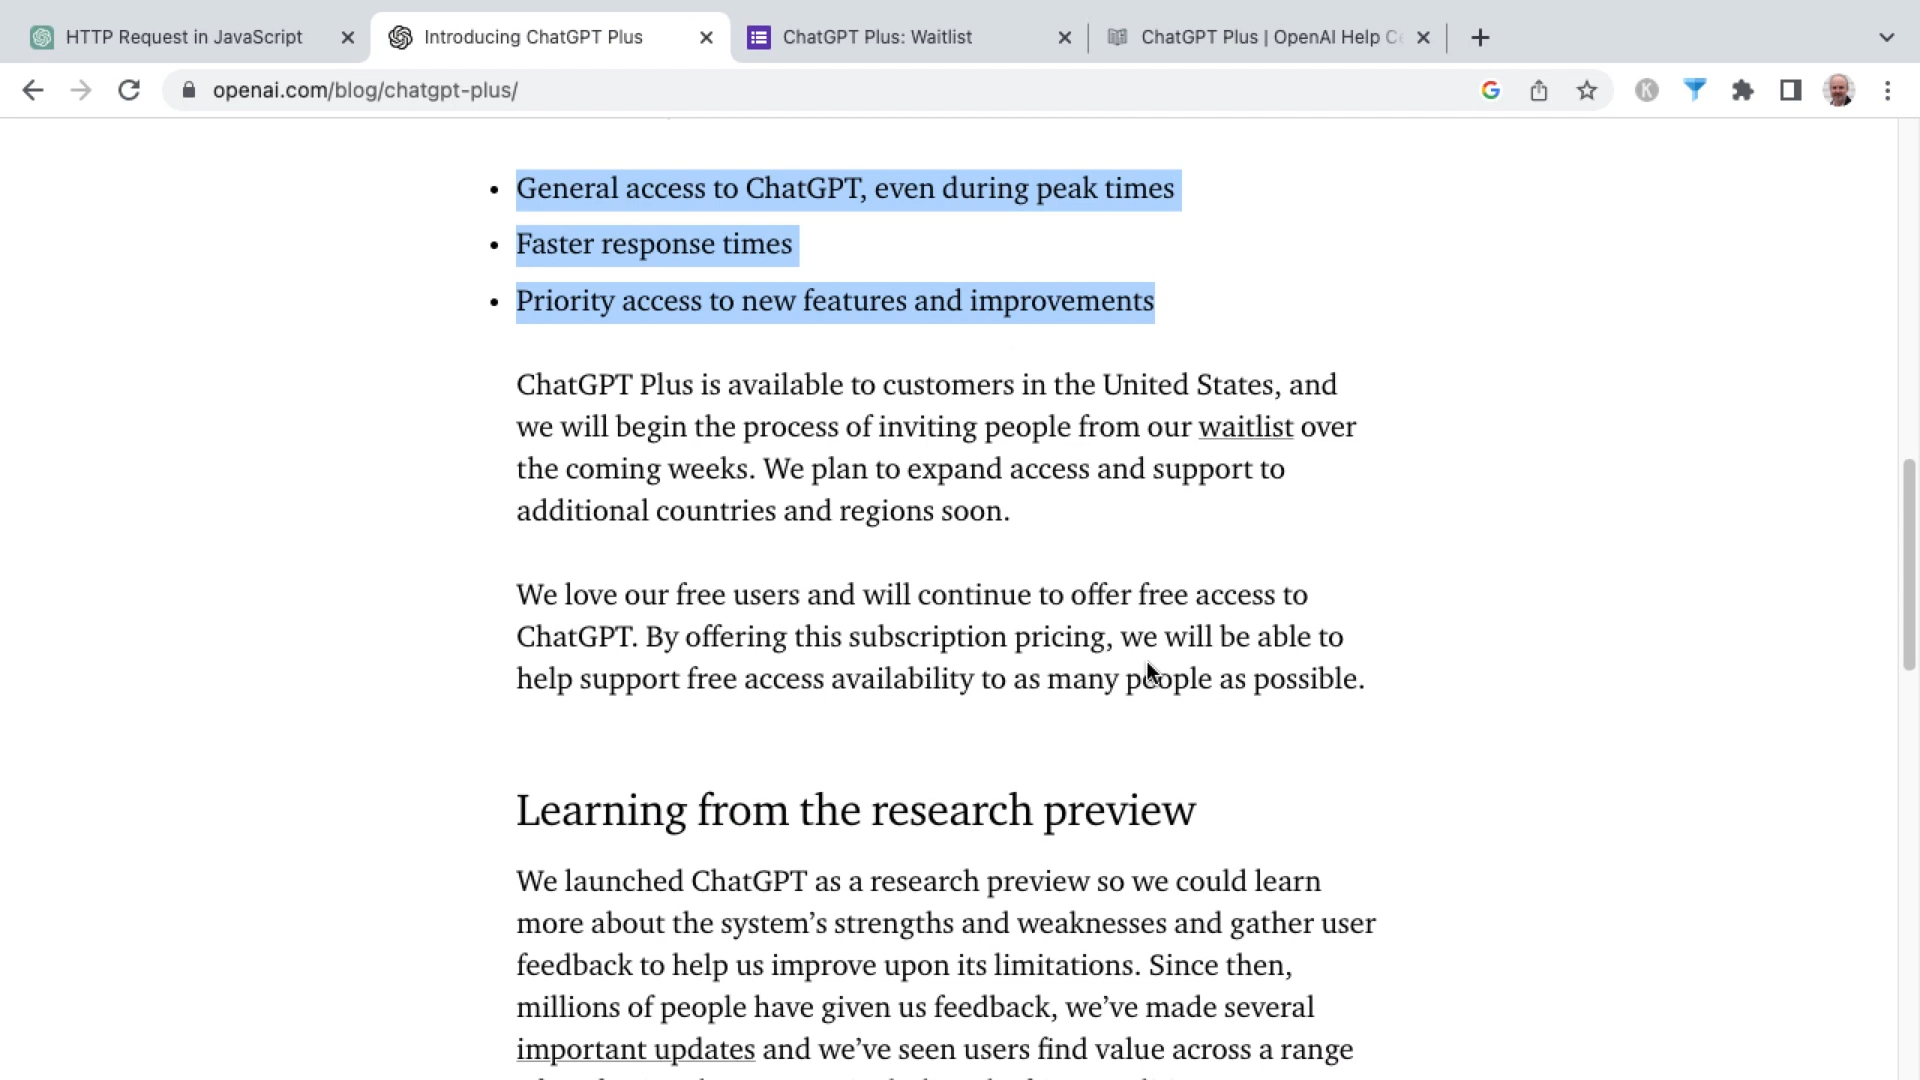 HTTP Request in JavaScript
Introducing ChatGPT Plus
ChatGPT Plus: Waitlist
ChatGPT Plus | OpenAI Help Ce
openai.com/blog/chatgpt-plus/
K
• General access to ChatGPT, even during peak times
• Faster response times
• Priority access to new features and improvements
ChatGPT Plus is available to customers in the United States, and
we will begin the process of inviting people from our waitlist over
the coming weeks. We plan to expand access and support to
additional countries and regions soon.
We love our free users and will continue to offer free access to
ChatGPT. By offering this subscription pricing, we will be able to
help support free access availability to as many people as possible.
Learning from the research preview
We launched ChatGPT as a research preview so we could learn
more about the system’s strengths and weaknesses and gather user
feedback to help us improve upon its limitations. Since then,
millions of people have given us feedback, we’ve made several
important updates and we’ve seen users find value across a range